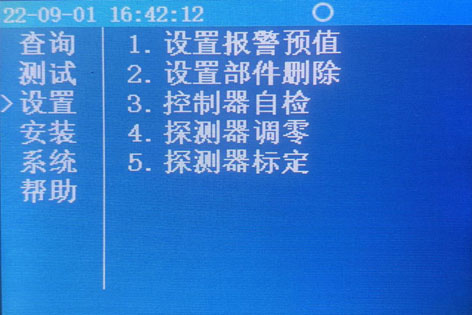 22-09-01 16:42:12
查询
测试
>设置
安装
系统
帮助
1. 设置报警预值
2. 设置部件删除
3. 控制器自检
4. 探测器调零
5. 探测器标定